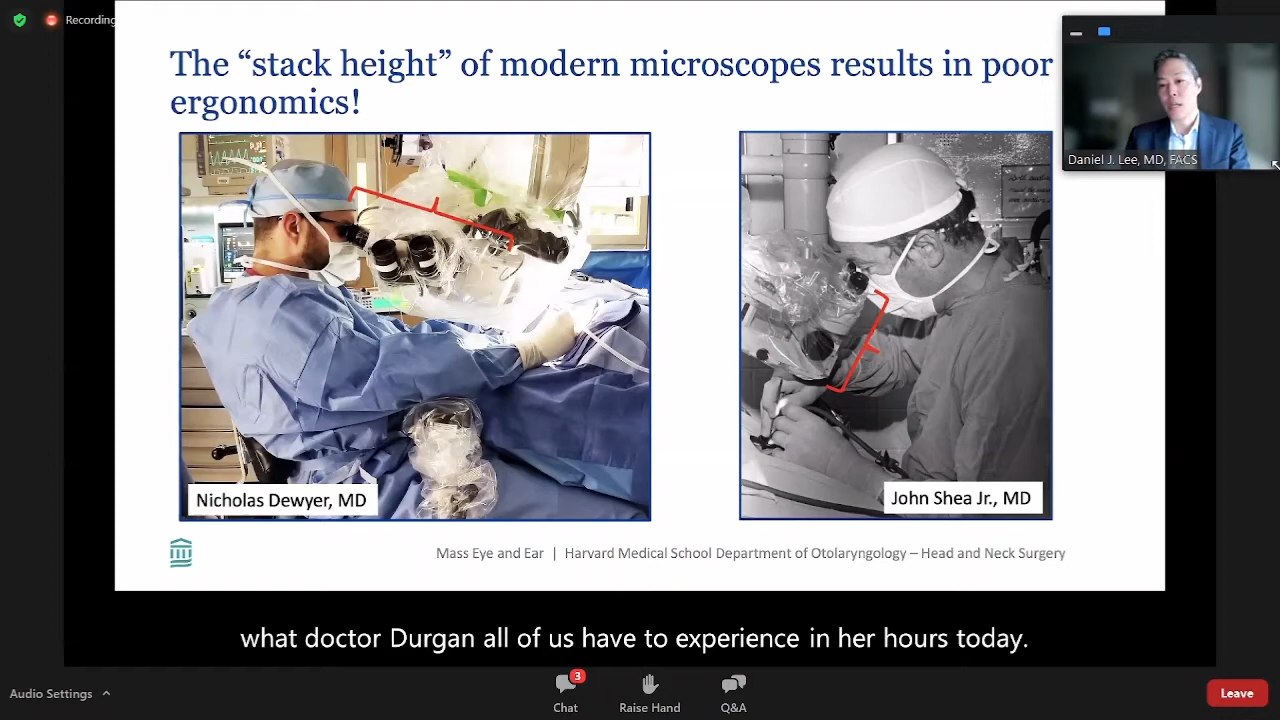 Recording
The “stack height” of modern microscopes results in poor
ergonomics!
Daniel J. Lee, MD, FACS
Nicholas Dewyer, MD
John Shea Jr., MD
Mass Eye and Ear | Harvard Medical School Department of Otolaryngology – Head and Neck Surgery
what doctor Durgan all of us have to experience in her hours today.
Audio Settings
3
Chat
Raise Hand
Q&A
Leave